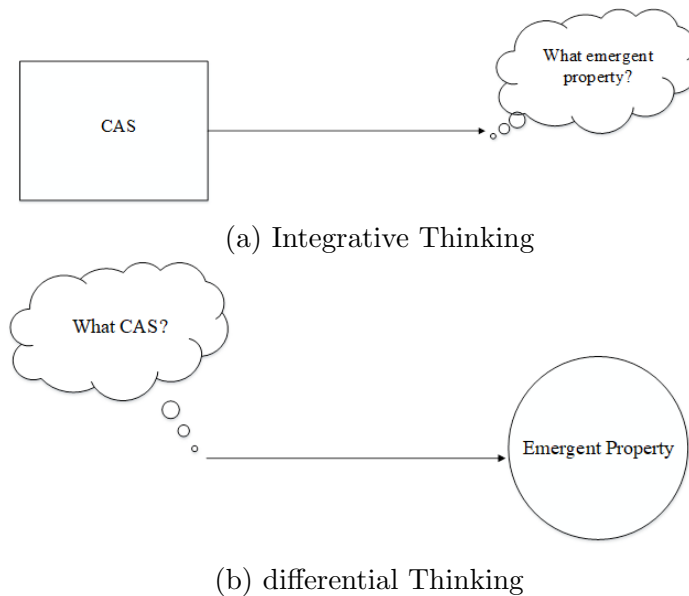 What emergent
property?
CAS
(a) Integrative Thinking
What CAS?
Emergent Property
(b) differential Thinking